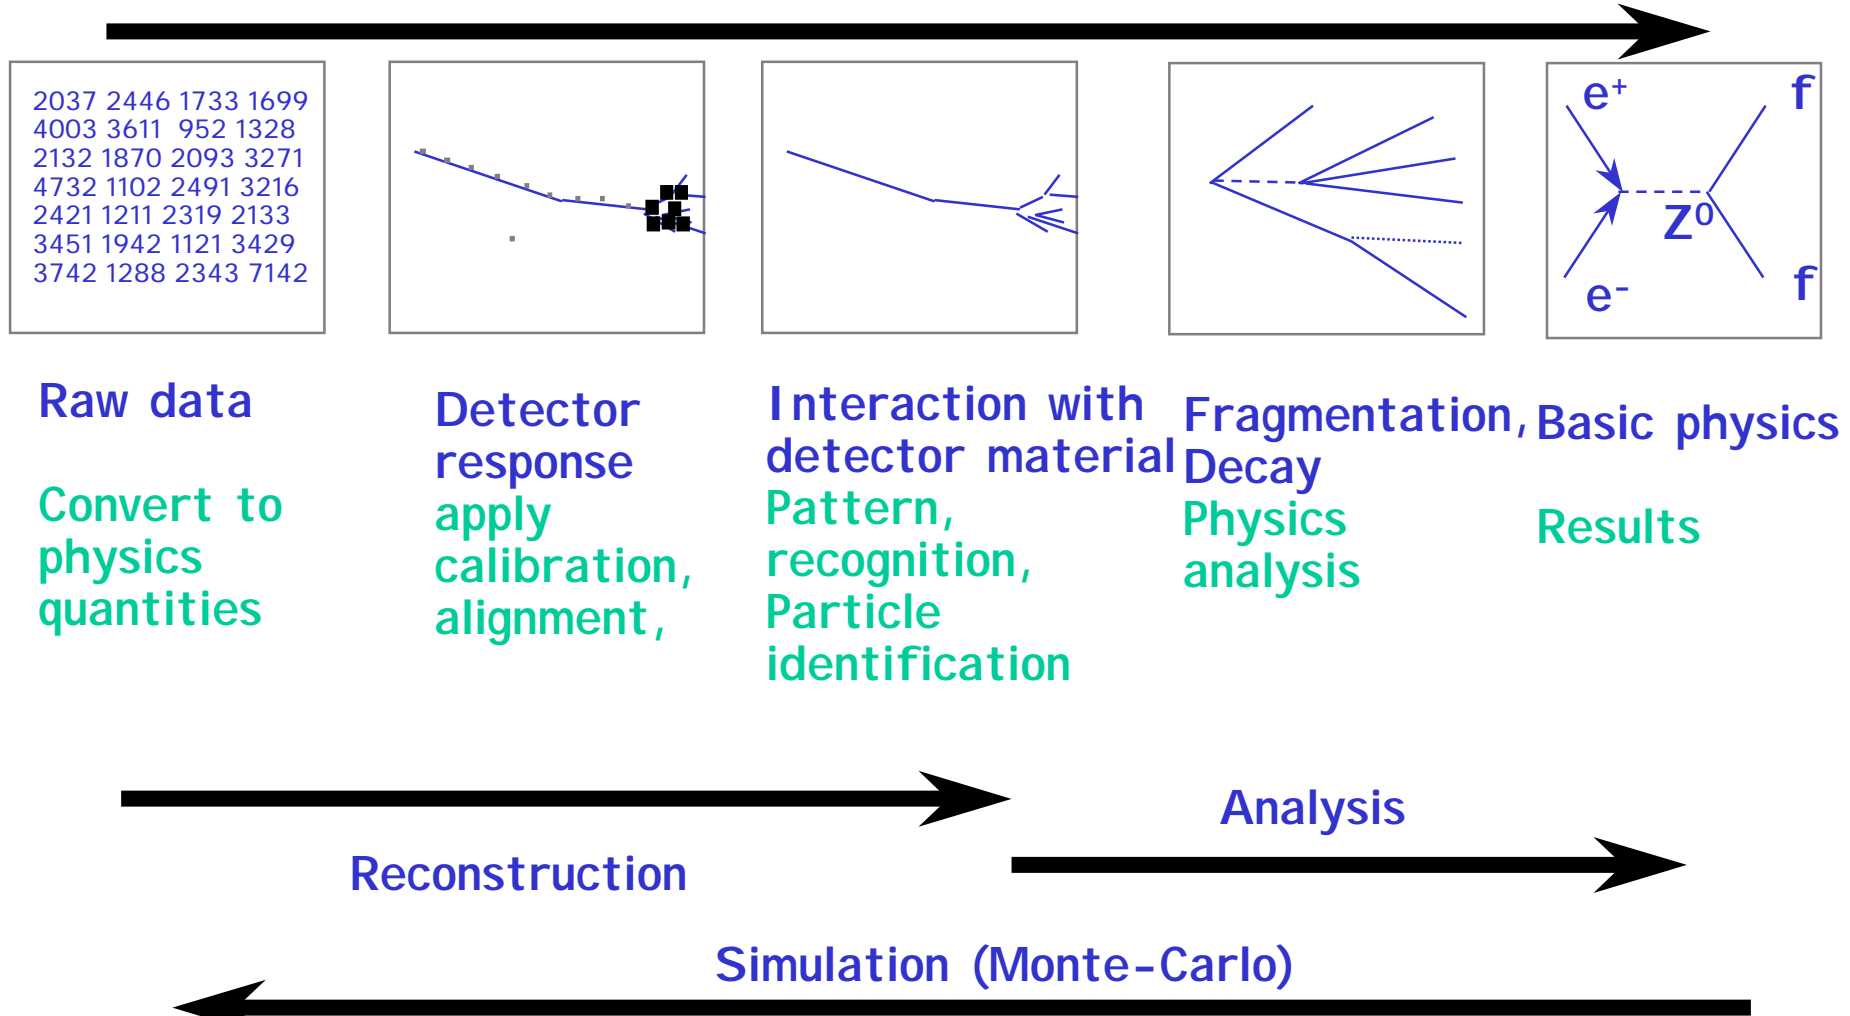 2037 2446 1733 1699
4003 3611 952 1328
2132 1870 2093 3271
4732 1102 2491 3216
2421 1211 2319 2133
3451 1942 1121 3429
3742 1288 2343 7142
e+
f
Z0
e-
f
Raw data
Convert to
physics
quantities
Detector
response
apply
calibration,
alignment,
Interaction with
detector material
Pattern,
recognition,
Particle
identification
Fragmentation,
Decay
Physics
analysis
Basic physics
Results
Reconstruction
Analysis
Simulation (Monte-Carlo)